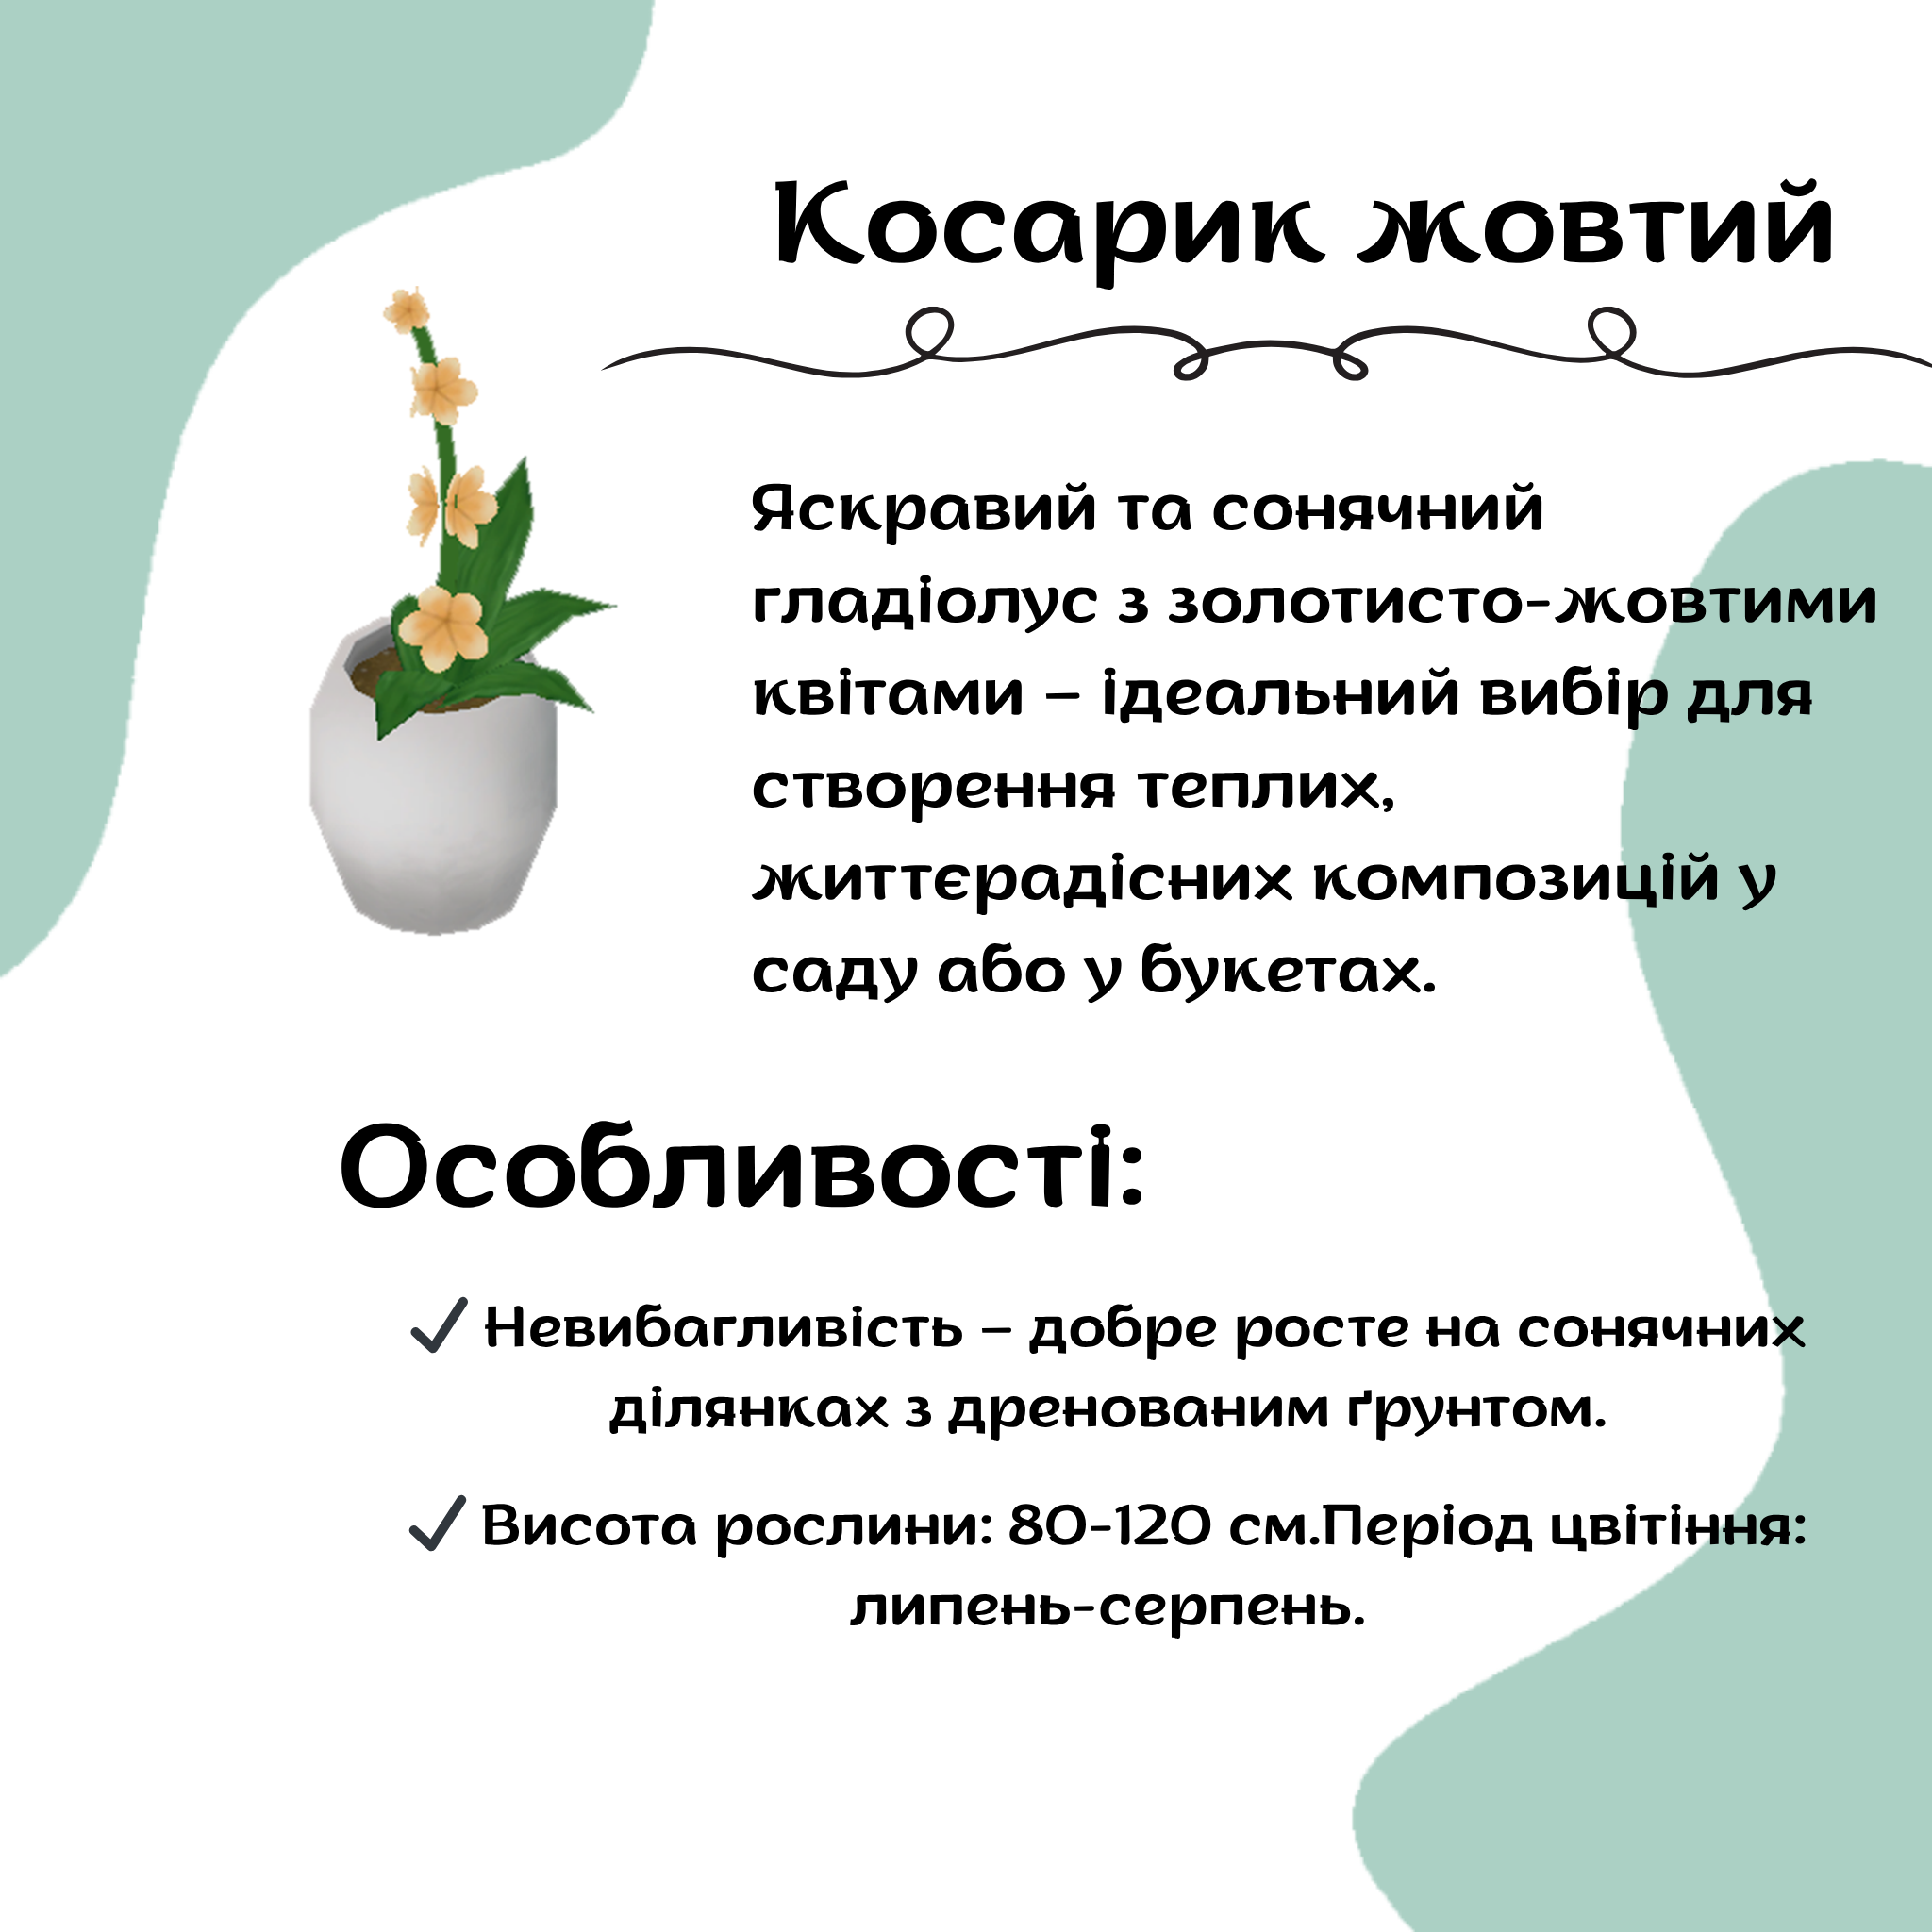 Косарик жовтий
Яскравий та сонячний
гладіолус з золотисто-жовтими
квітами – ідеальний вибір для
створення теплих,
життєрадісних композицій у
саду або у букетах.
Особливості:
✓ Невибагливість – добре росте на сонячних
ділянках з дренованим ґрунтом.
✓ Висота рослини: 80-120 см.Період цвітіння:
липень-серпень.